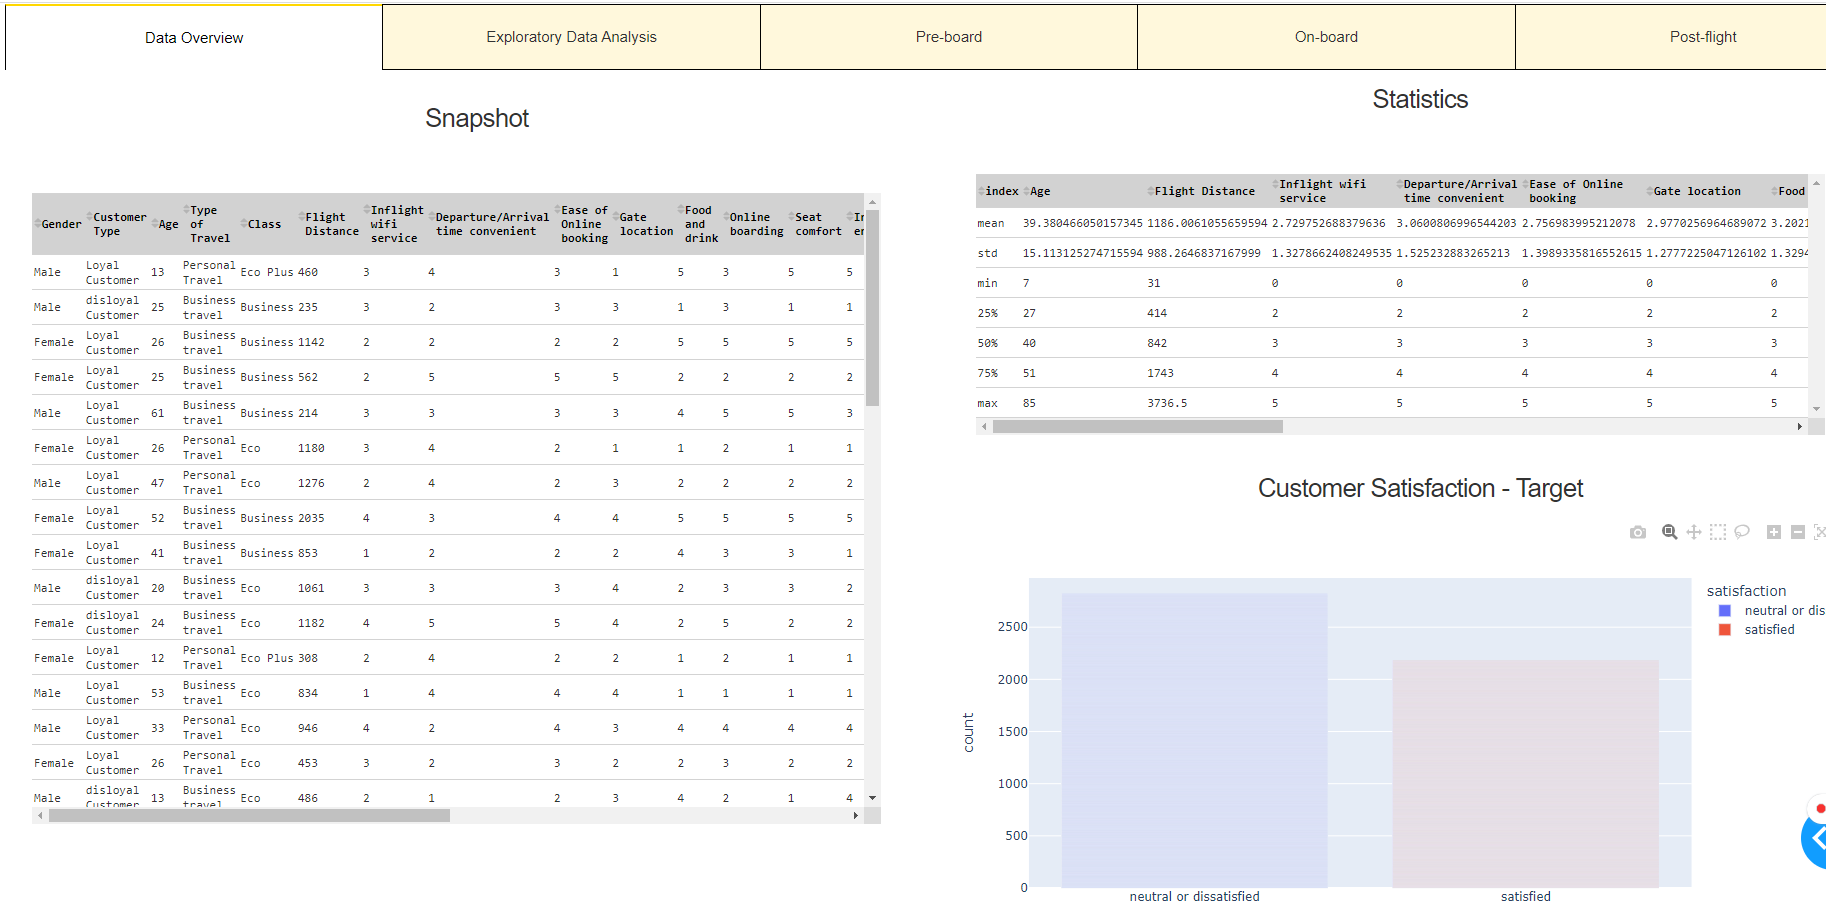 Data Overview
Exploratory Data Analysis
Pre-board
On-board
Post-flight
Snapshot
Gender Customer Type Age Type of Travel Class Flight Distance Inflight wifi service Departure/Arrival time convenient Ease of Online booking Gate location Food and drink Online boarding Seat comfort
Male Loyal Customer 13 Personal Travel Eco Plus 460 3 4 3 1 5 3 5 5
Male disloyal Customer 25 Business travel Business 235 3 2 3 3 1 3 1 1
Female Loyal Customer 26 Business travel Business 1142 2 2 2 2 5 5 5 5
Female Loyal Customer 25 Business travel Business 562 2 5 5 5 2 2 2 2
Male Loyal Customer 61 Business travel Business 214 3 3 3 3 4 5 5 3
Female Loyal Customer 26 Personal Travel Eco 1180 3 4 2 1 1 2 1 1
Male Loyal Customer 47 Personal Travel Eco 1276 2 4 2 3 2 2 2 2
Female Loyal Customer 52 Business travel Business 2035 4 3 4 4 5 5 5 5
Female Loyal Customer 41 Business travel Business 853 1 2 2 2 4 3 3 1
Male disloyal Customer 20 Business travel Eco 1061 3 3 3 4 2 3 3 2
Female disloyal Customer 24 Business travel Eco 1182 4 5 5 4 2 5 2 2
Female Loyal Customer 12 Personal Travel Eco Plus 308 2 4 2 2 1 2 1 1
Male Loyal Customer 53 Business travel Eco 834 1 4 4 4 1 1 1 1
Male Loyal Customer 33 Personal Travel Eco 946 4 2 4 3 4 4 4 4
Female Loyal Customer 26 Personal Travel Eco 453 3 2 3 2 2 3 2 2
Male disloyal Customer 13 Business travel Eco 486 2 1 2 3 4 2 1 4
Statistics
index Age Flight Distance Inflight wifi service Departure/Arrival time convenient Ease of Online booking Gate location Food
mean 39.380466050157345 1186.0061055659594 2.729752688379636 3.0600806996544203 2.756983995212078 2.9770256964689072 3.2021
std 15.113125274715594 988.2646837167999 1.3278662408249535 1.525232883265213 1.3989335816552615 1.2777225047126102 1.3294
min 7 31 0 0 0 0 0
25% 27 414 2 2 2 2 2
50% 40 842 3 3 3 3 3
75% 51 1743 4 4 4 4 4
max 85 3736.5 5 5 5 5 5
Customer Satisfaction - Target
satisfaction
neutral or dis
satisfied
count
2500
2000
1500
1000
500
0
neutral or dissatisfied
satisfied